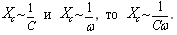 X_c ~ 1/C и X_c ~ 1/ω, то X_c ~ 1/Cω.